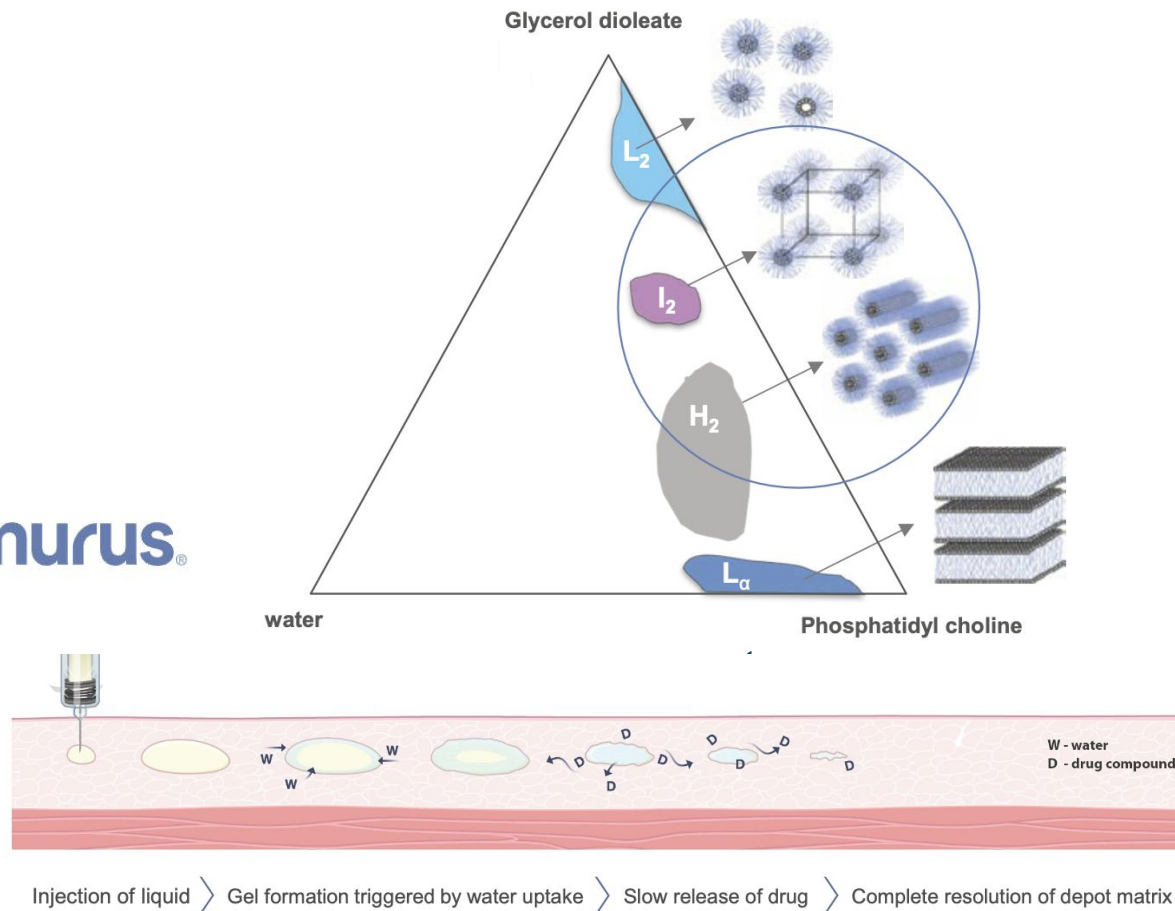 Glycerol dioleate
L₂
I₂
H₂
nurus®
Lα
water
Phosphatidyl choline
D
D
W
W
D
D
D
W - water
W
D
D
D
D - drug compound
Injection of liquid
Gel formation triggered by water uptake
Slow release of drug
Complete resolution of depot matrix